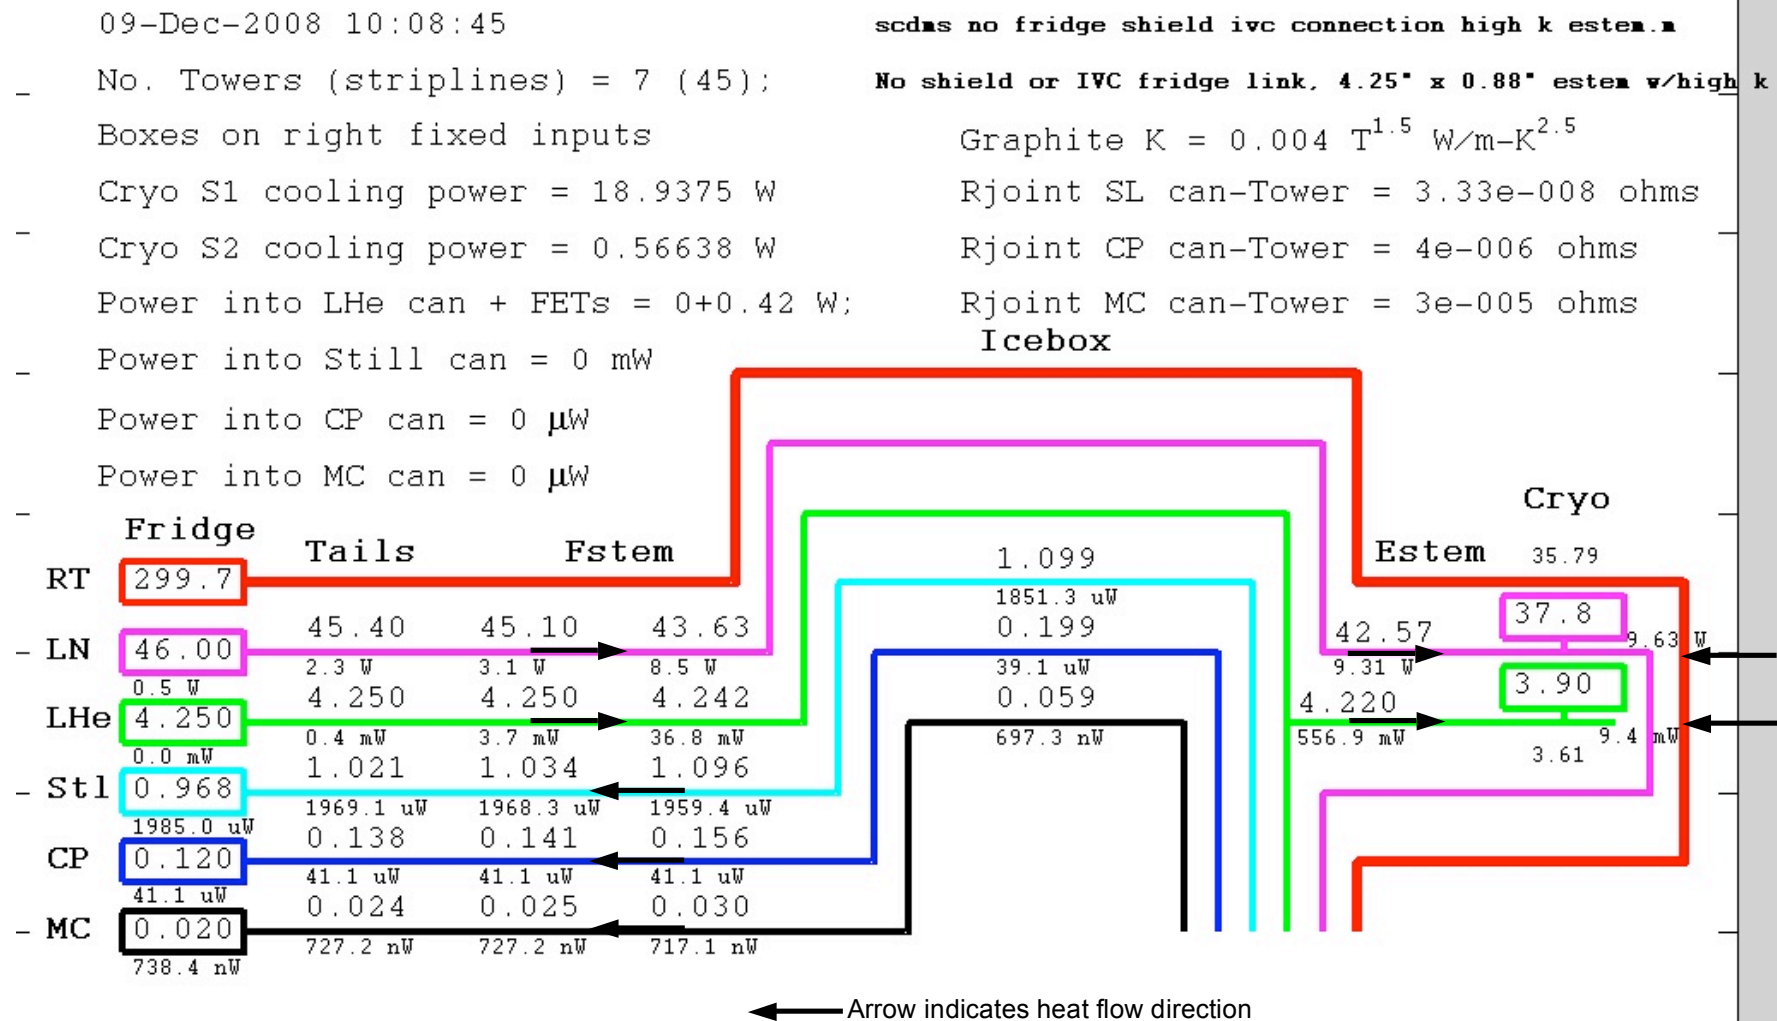 09-Dec-2008 10:08:45
scdms no fridge shield ivc connection high k estem.m
No. Towers (striplines) = 7 (45);
No shield or IVC fridge link, 4.25" x 0.88" estem w/high k
Boxes on right fixed inputs
Graphite K = 0.004 T^1.5 W/m-K^2.5
Cryo S1 cooling power = 18.9375 W
Rjoint SL can-Tower = 3.33e-008 ohms
Cryo S2 cooling power = 0.56638 W
Rjoint CP can-Tower = 4e-006 ohms
Power into LHe can + FETs = 0+0.42 W;
Rjoint MC can-Tower = 3e-005 ohms
Icebox
Power into Still can = 0 mW
Power into CP can = 0 μW
Power into MC can = 0 μW
Cryo
Fridge
Tails
Fstem
Estem
35.79
1.099
1851.3 uW
RT
299.7
37.8
45.40
45.10
43.63
0.199
42.57
9.63 W
LN
46.00
2.3 W
3.1 W
8.5 W
39.1 uW
9.31 W
0.5 W
4.250
4.250
4.242
0.059
4.220
3.90
LHe
4.250
0.4 mW
3.7 mW
36.8 mW
697.3 nW
556.9 mW
9.4 mW
0.0 mW
1.021
1.034
1.096
3.61
Stl
0.968
1969.1 uW
1968.3 uW
1959.4 uW
1985.0 uW
0.138
0.141
0.156
CP
0.120
41.1 uW
41.1 uW
41.1 uW
41.1 uW
0.024
0.025
0.030
MC
0.020
727.2 nW
727.2 nW
717.1 nW
738.4 nW
Arrow indicates heat flow direction